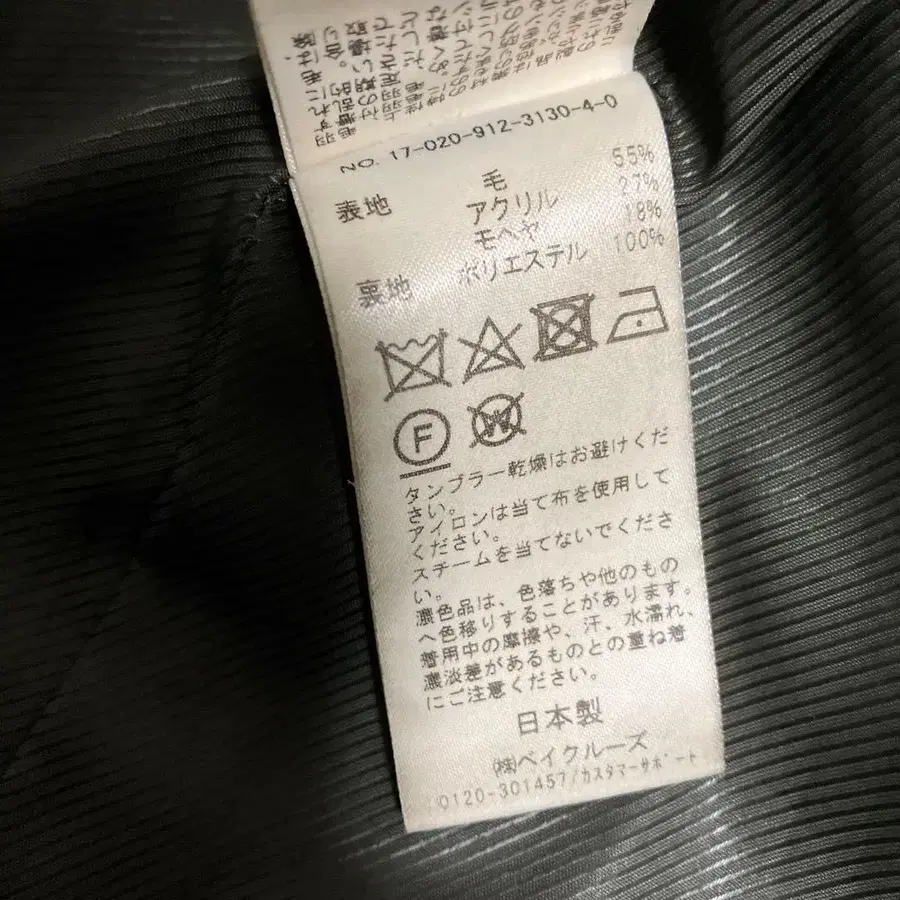 NO. 17-020-912-3130-4-0
表地 毛 55%
アクリル 27%
モヘヤ 18%
裏地 ポリエステル 100%
F W
タンブラー乾燥はお避けくだ
さい。
アイロンは当て布を使用して
ください。
スチームを当てないでくださ
い。
濃色品は、色落ちや他のもの
へ色移りすることがあります。
着用中の摩擦や、汗、水濡れ、
濃淡差があるものとの重ね着
にご注意ください。
日本製
㈱ベイクルーズ
0120-301457/カスタマーサポート